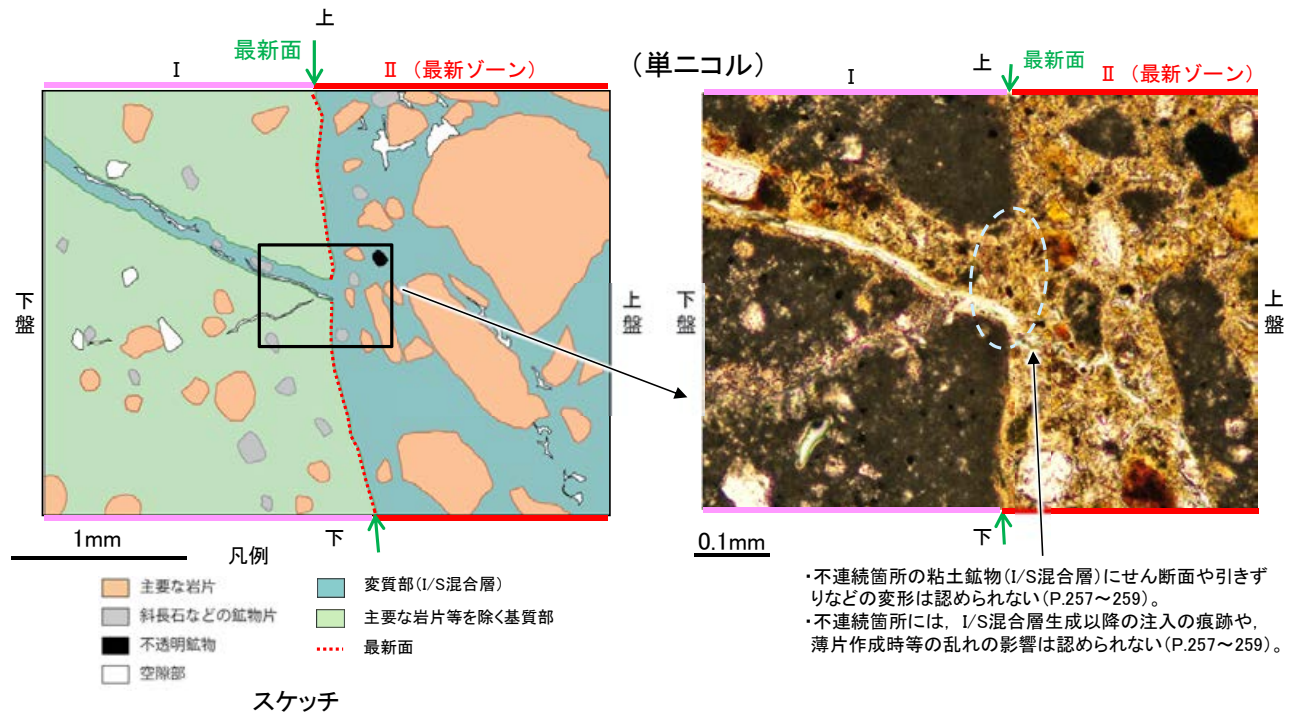 上
最新面
Ⅰ
Ⅱ (最新ゾーン)
下盤
上盤
下
1mm
凡例
主要な岩片
斜長石などの鉱物片
不透明鉱物
空隙部
変質部(I/S混合層)
主要な岩片等を除く基質部
最新面
スケッチ
(単ニコル)
Ⅰ
上
最新面
Ⅱ (最新ゾーン)
下盤
上盤
下
0.1mm
・不連続箇所の粘土鉱物(I/S混合層)にせん断面や引きず
りなどの変形は認められない(P.257～259)。
・不連続箇所には，I/S混合層生成以降の注入の痕跡や，
薄片作成時等の乱れの影響は認められない(P.257～259)。